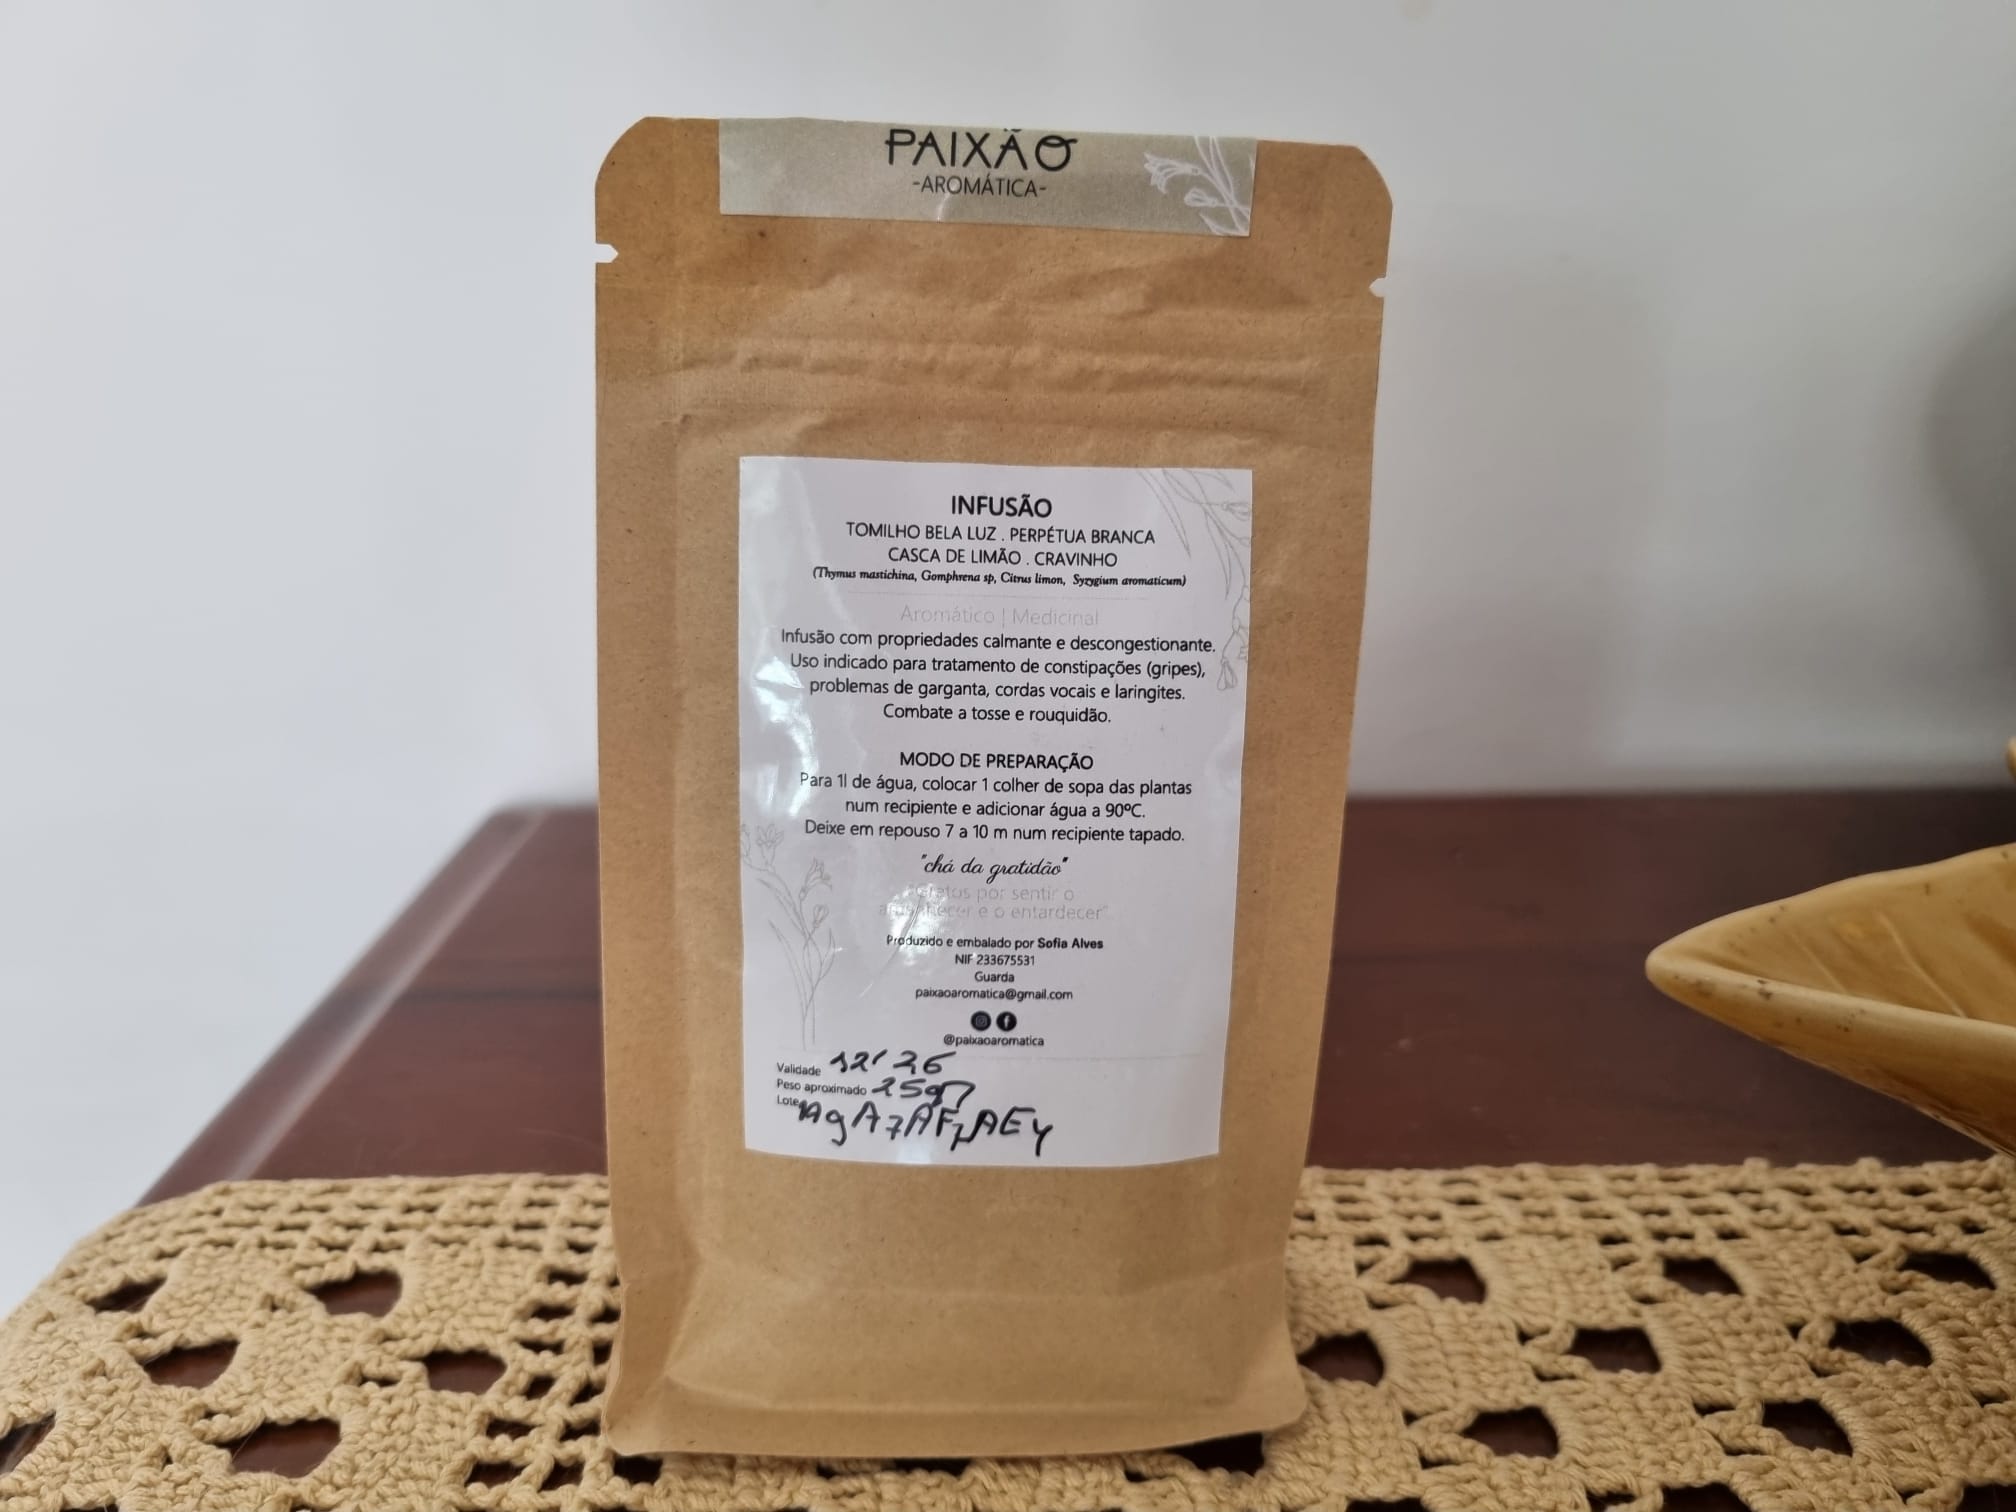 PAIXÃO
-AROMÁTICA-
INFUSÃO
TOMILHO BELA LUZ . PERPÉTUA BRANCA
CASCA DE LIMÃO . CRAVINHO
(Thymus mastichina, Gomphrena sp, Citrus limon, Syzygium aromaticum)
Aromático | Medicinal
Infusão com propriedades calmante e descongestionante.
Uso indicado para tratamento de constipações (gripes),
problemas de garganta, cordas vocais e laringites.
Combate a tosse e rouquidão.
MODO DE PREPARAÇÃO
Para 1l de água, colocar 1 colher de sopa das plantas
num recipiente e adicionar água a 90ºC.
Deixe em repouso 7 a 10 m num recipiente tapado.
"chá da gratidão"
por sentir o
e o entardecer"
Produzido e embalado por Sofia Alves
NIF 233675531
Guarda
paixaoaromatica@gmail.com
@paixaoaromatica
Validade 12' 26
Peso aproximado 25g
Lote